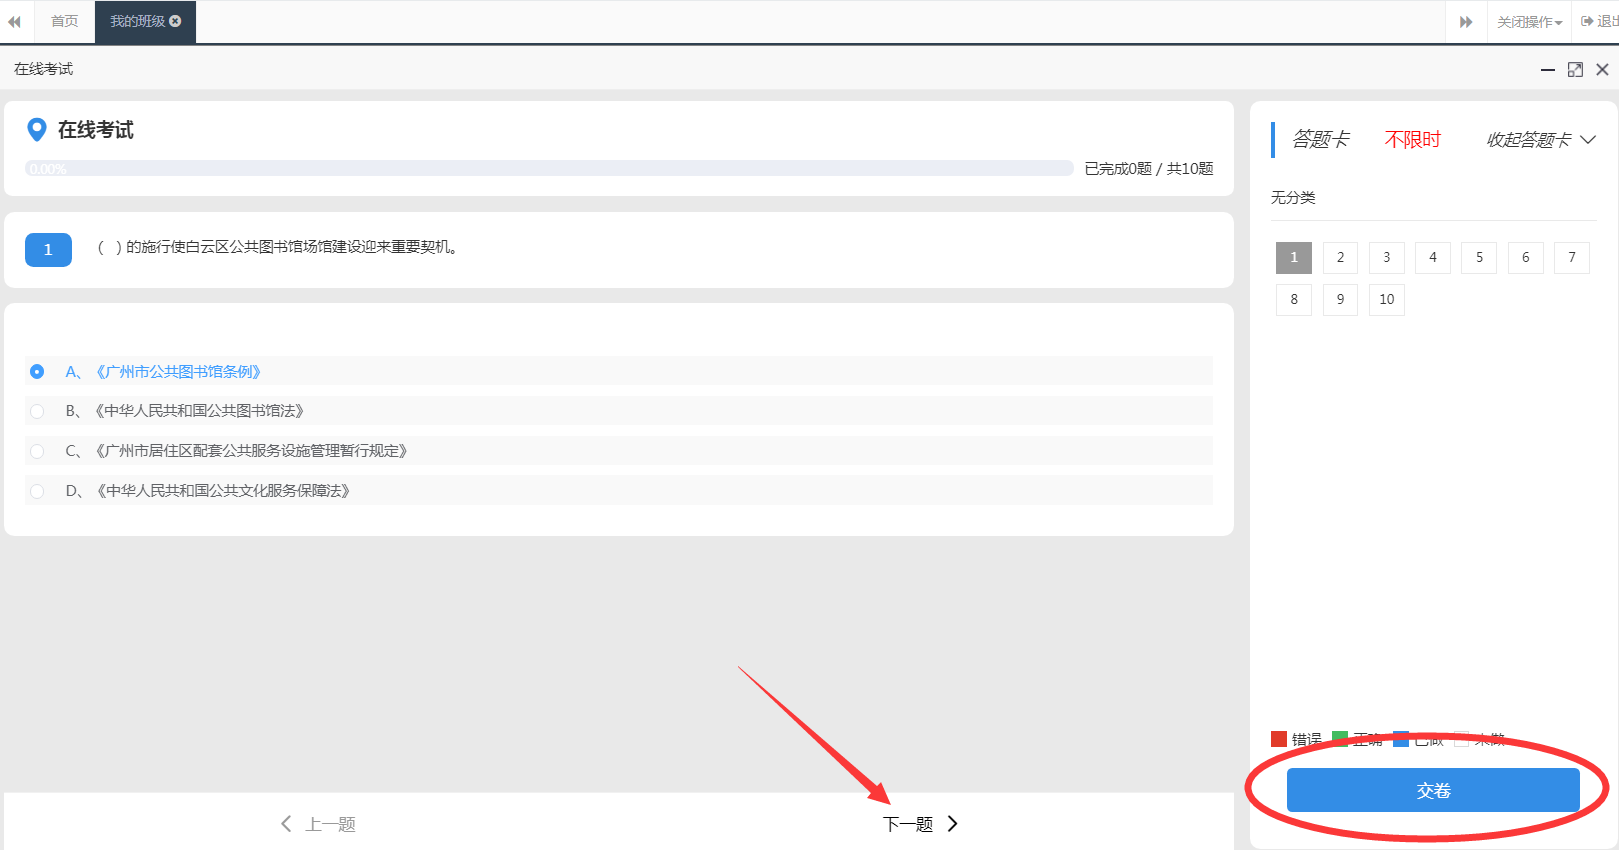 首页 我的班级 关闭操作 退出
在线考试
在线考试
0.00% 已完成0题 / 共10题
1 （ ）的施行使白云区公共图书馆场馆建设迎来重要契机。
A、《广州市公共图书馆条例》
B、《中华人民共和国公共图书馆法》
C、《广州市居住区配套公共服务设施管理暂行规定》
D、《中华人民共和国公共文化服务保障法》
上一题 下一题
答题卡 不限时 收起答题卡
无分类
1 2 3 4 5 6 7
8 9 10
错误 正确 已做 未做
交卷